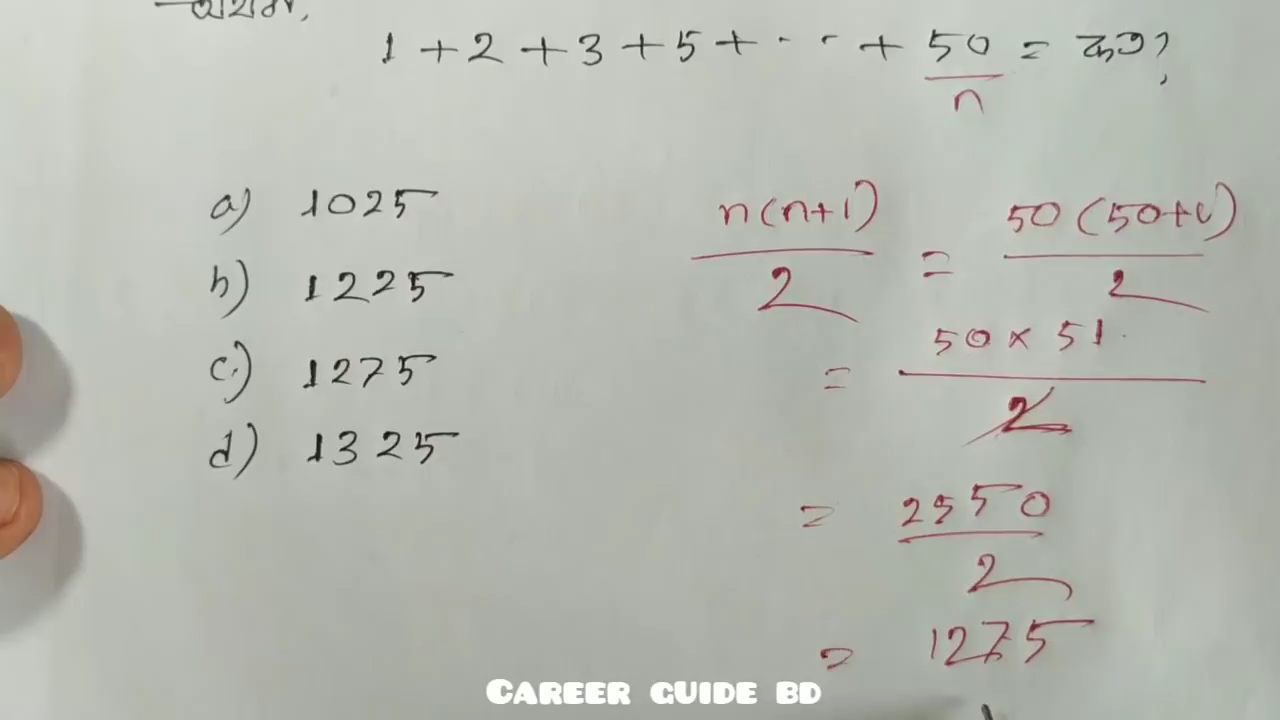 1 + 2 + 3 + 5 + ... + 50 = কত?
n
a) 1025
b) 1225
c) 1275
d) 1325
n(n+1) / 2 = 50(50+1) / 2
= 50 × 51 / 2
= 2550 / 2
= 1275
CAREER GUIDE BD